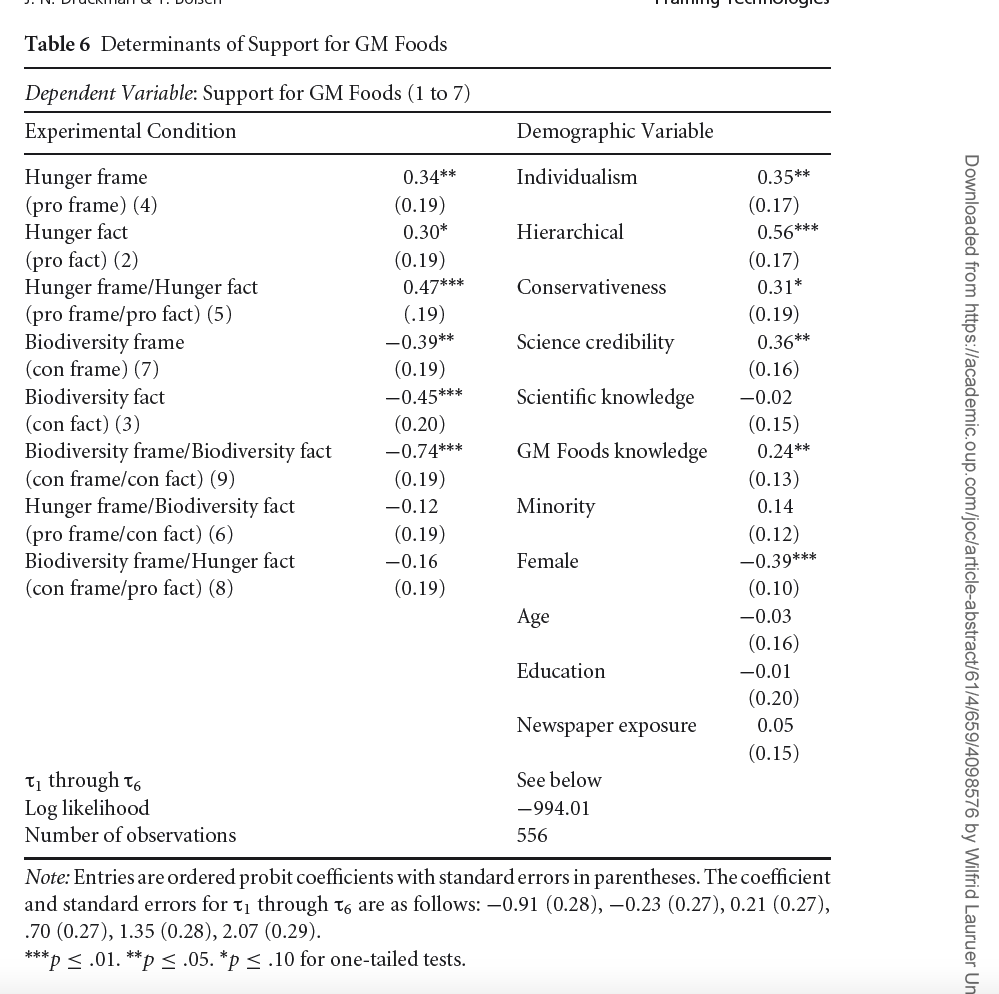 J. N. Druckman & T. Bolsen Framing Technologies
Table 6 Determinants of Support for GM Foods
Dependent Variable: Support for GM Foods (1 to 7)
Experimental Condition Demographic Variable
Hunger frame 0.34** Individualism 0.35**
(pro frame) (4) (0.19) (0.17)
Hunger fact 0.30* Hierarchical 0.56***
(pro fact) (2) (0.19) (0.17)
Hunger frame/Hunger fact 0.47*** Conservativeness 0.31*
(pro frame/pro fact) (5) (.19) (0.19)
Biodiversity frame −0.39** Science credibility 0.36**
(con frame) (7) (0.19) (0.16)
Biodiversity fact −0.45*** Scientific knowledge −0.02
(con fact) (3) (0.20) (0.15)
Biodiversity frame/Biodiversity fact −0.74*** GM Foods knowledge 0.24**
(con frame/con fact) (9) (0.19) (0.13)
Hunger frame/Biodiversity fact −0.12 Minority 0.14
(pro frame/con fact) (6) (0.19) (0.12)
Biodiversity frame/Hunger fact −0.16 Female −0.39***
(con frame/pro fact) (8) (0.19) (0.10)
Age −0.03
(0.16)
Education −0.01
(0.20)
Newspaper exposure 0.05
(0.15)
τ1 through τ6 See below
Log likelihood −994.01
Number of observations 556
Note: Entries are ordered probit coefficients with standard errors in parentheses. The coefficient
and standard errors for τ1 through τ6 are as follows: −0.91 (0.28), −0.23 (0.27), 0.21 (0.27),
.70 (0.27), 1.35 (0.28), 2.07 (0.29).
***p ≤ .01. **p ≤ .05. *p ≤ .10 for one-tailed tests.
Downloaded from https://academic.oup.com/joc/article-abstract/61/4/659/4098576 by Wilfrid Lauruer Un